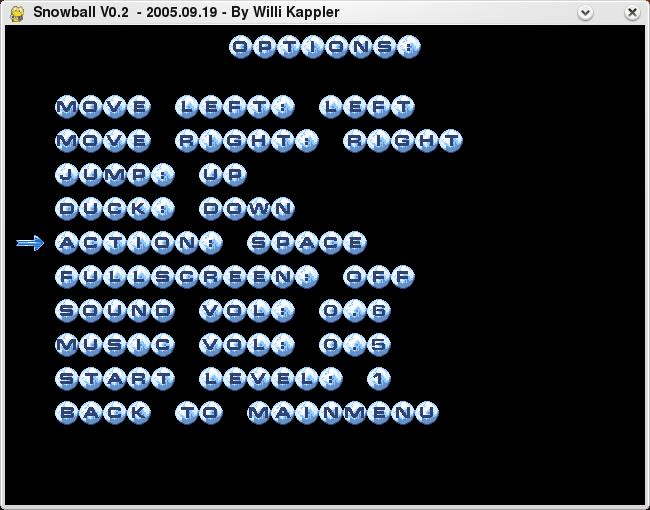 Snowball V0.2 - 2005.09.19 - By Willi Kappler
OPTIONS:
MOVE LEFT: LEFT
MOVE RIGHT: RIGHT
JUMP: UP
DUCK: DOWN
ACTION: SPACE
FULLSCREEN: OFF
SOUND VOL: 0.6
MUSIC VOL: 0.5
START LEVEL: 1
BACK TO MAINMENU